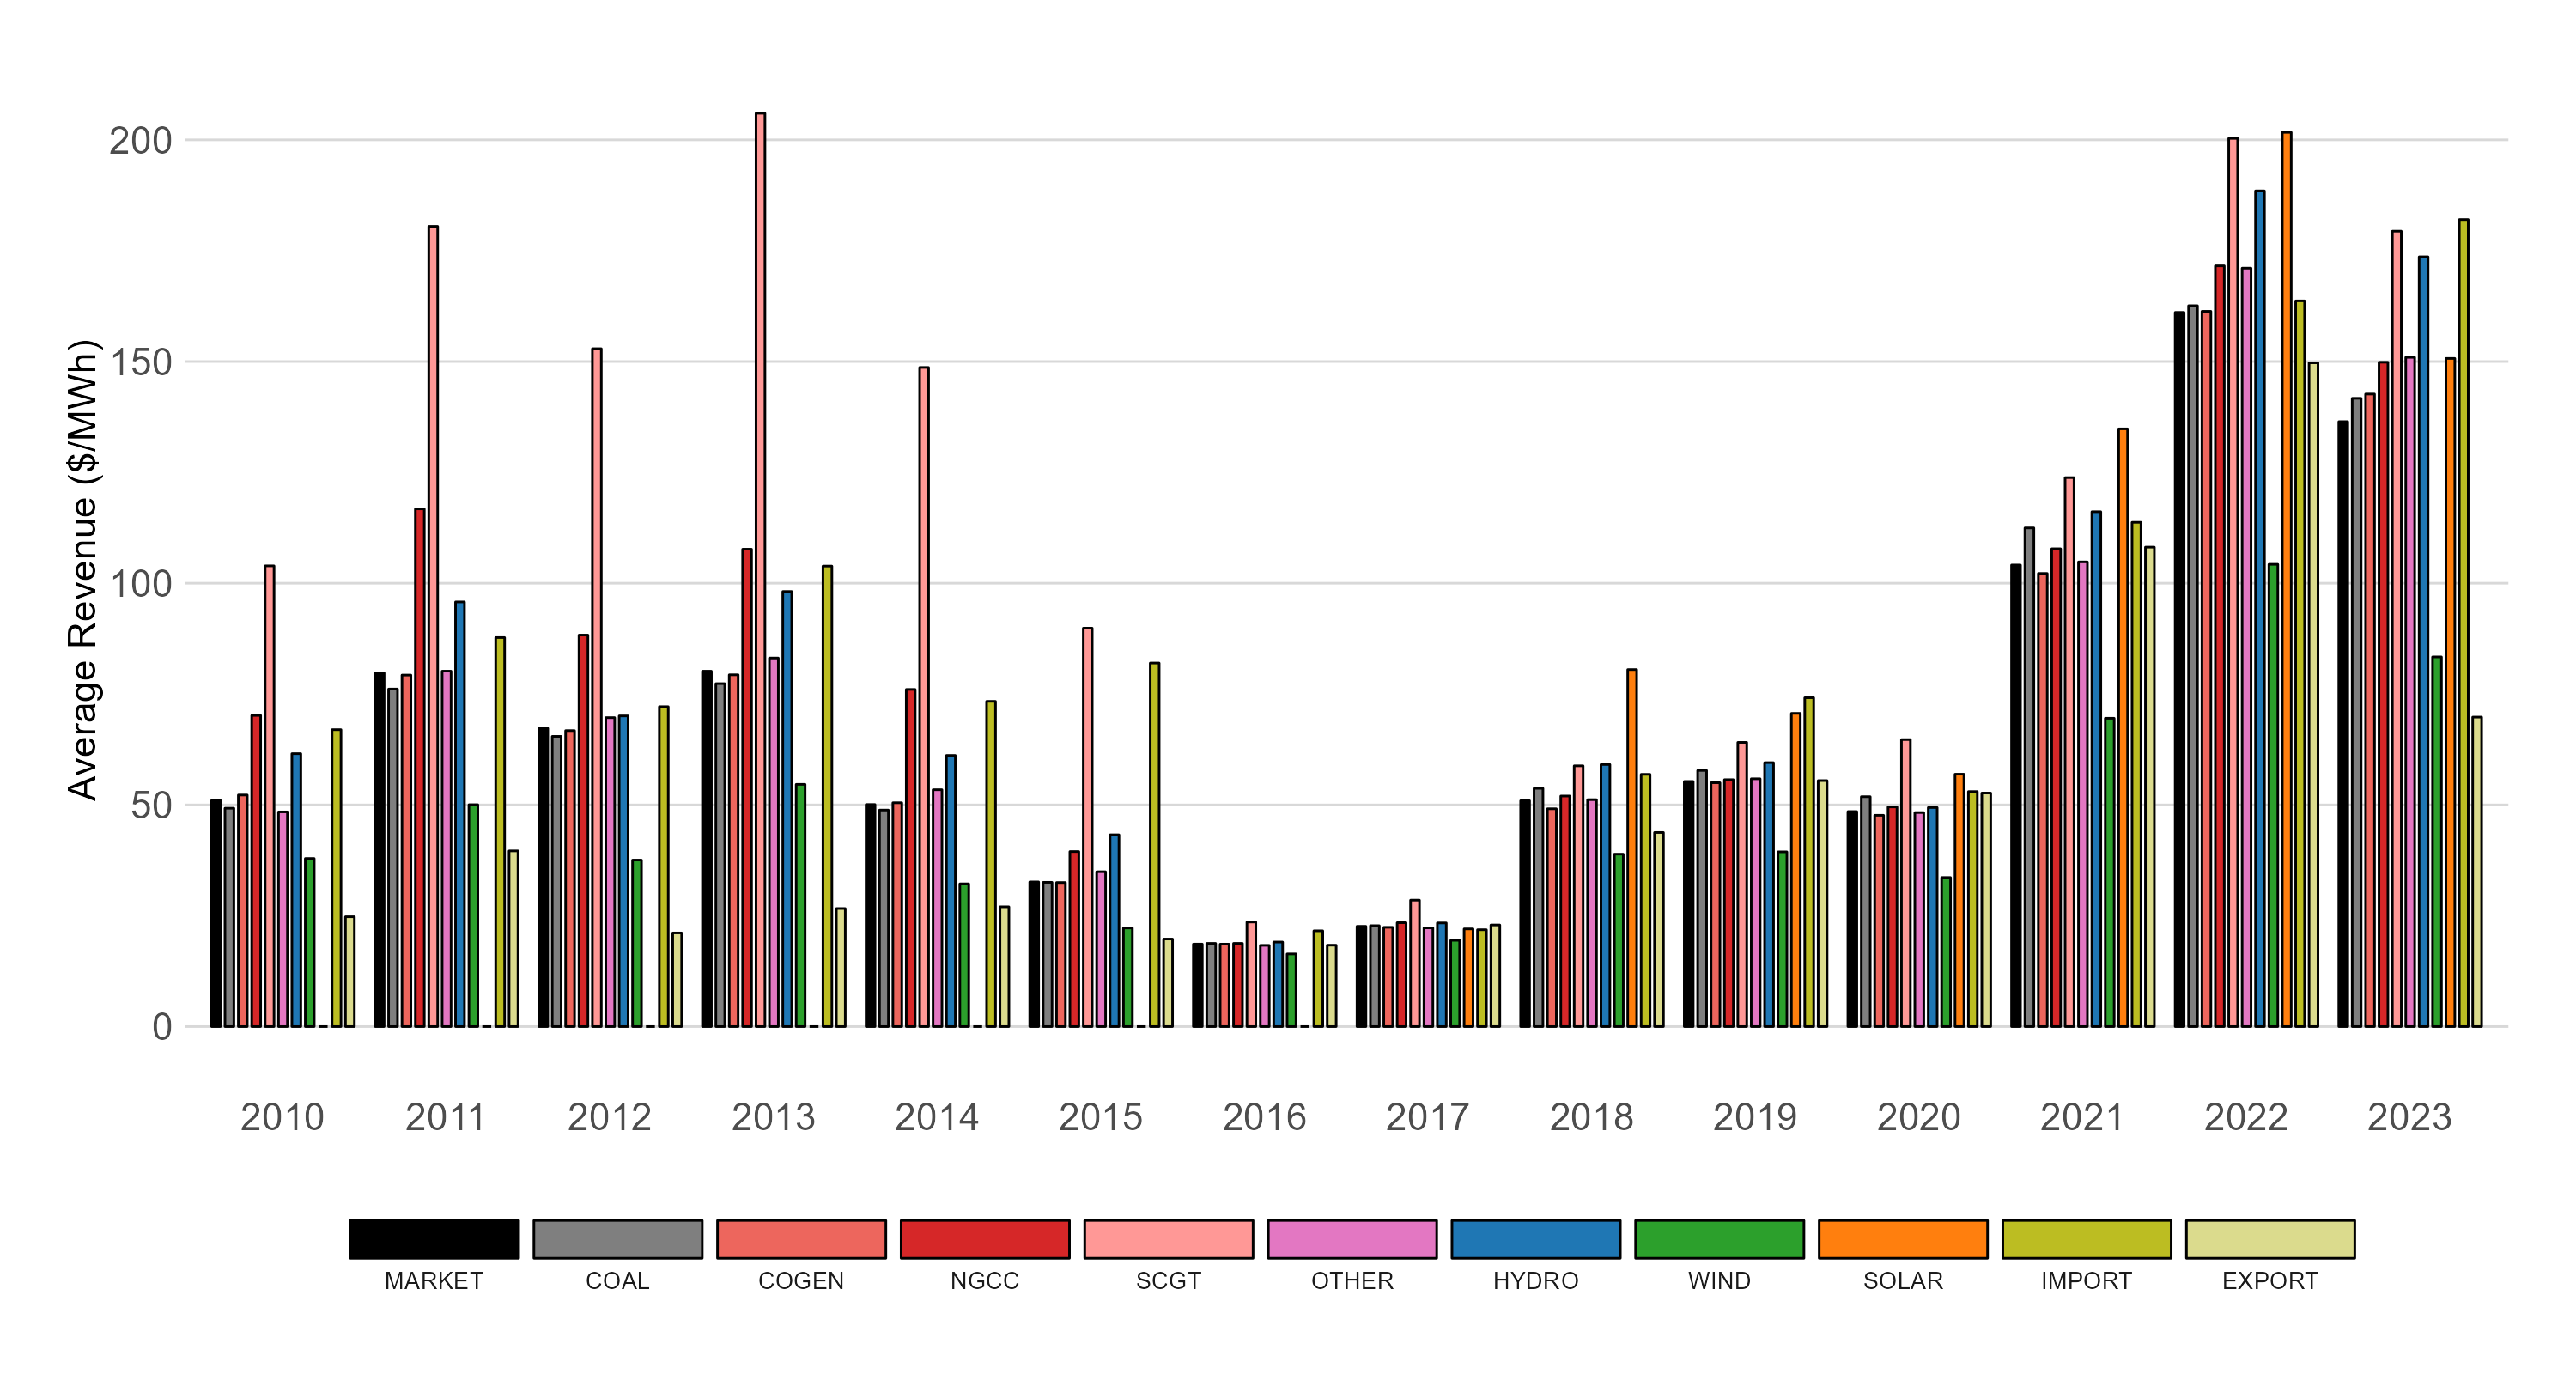 Average Revenue ($/MWh)
200
150
100
50
0
2010 2011 2012 2013 2014 2015 2016 2017 2018 2019 2020 2021 2022 2023
MARKET COAL COGEN NGCC SCGT OTHER HYDRO WIND SOLAR IMPORT EXPORT